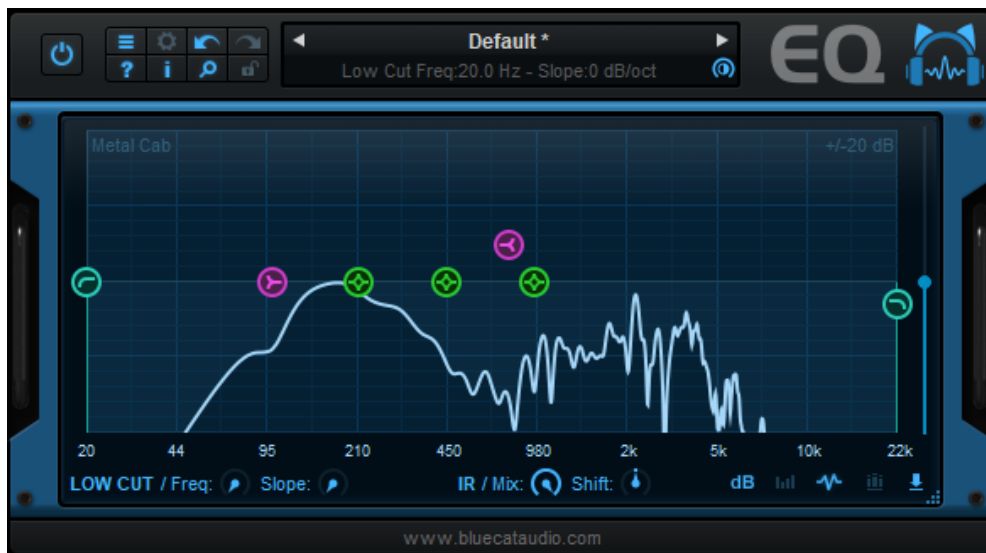 Default *
EQ
Low Cut Freq:20.0 Hz - Slope:0 dB/oct
? i
Metal Cab +/-20 dB
20 44 95 210 450 980 2k 5k 10k 22k
LOW CUT / Freq: Slope: IR / Mix: Shift: dB
www.bluecataudio.com